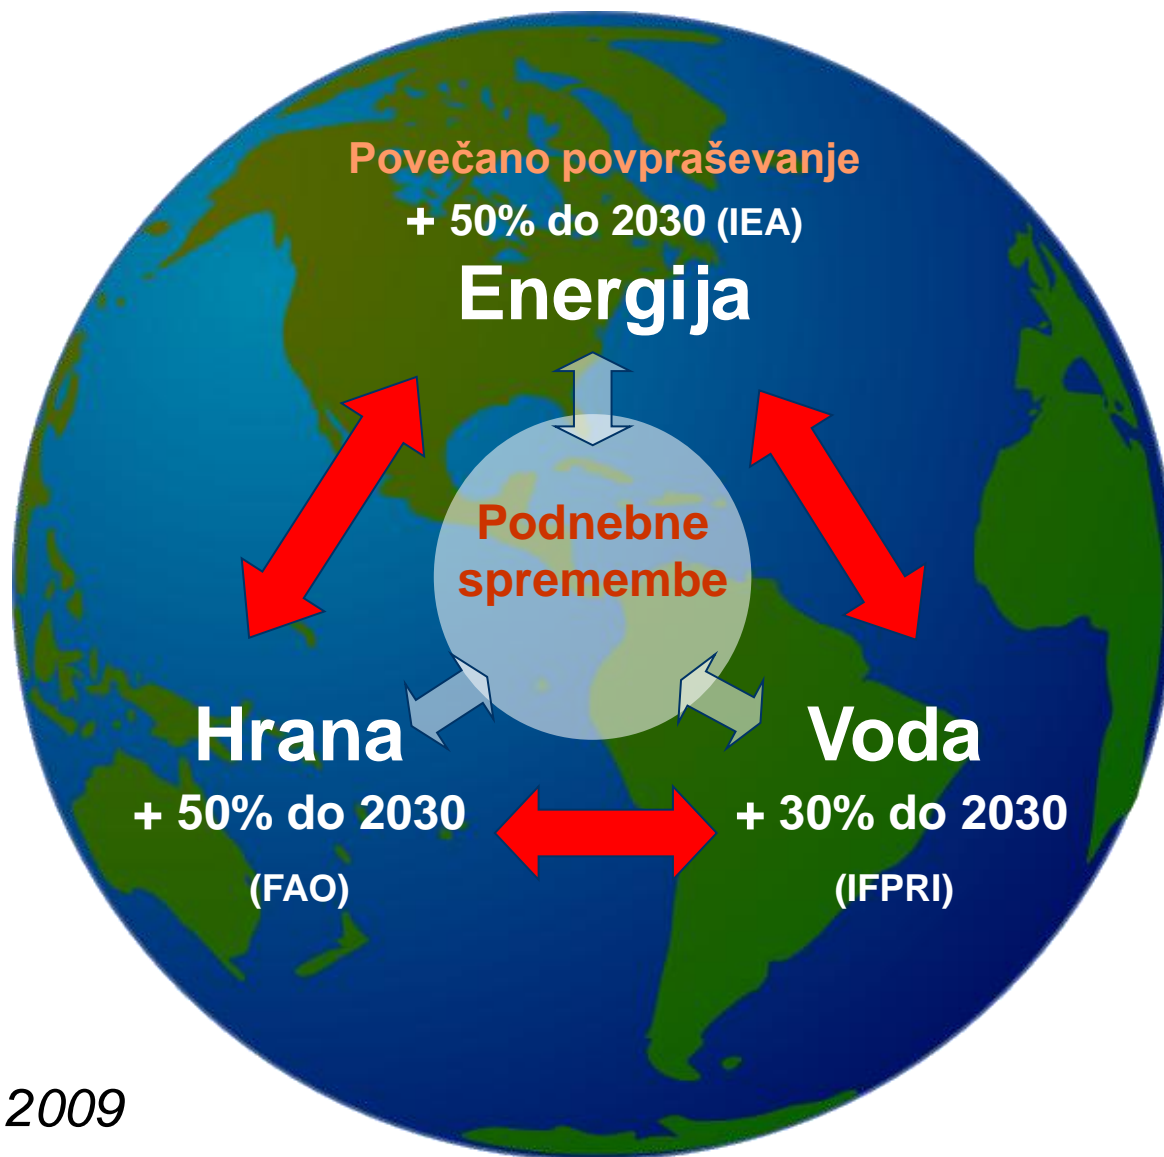 Povečano povpraševanje
+ 50% do 2030 (IEA)
Energija
Podnebne
spremembe
Hrana
+ 50% do 2030
(FAO)
Voda
+ 30% do 2030
(IFPRI)
2009